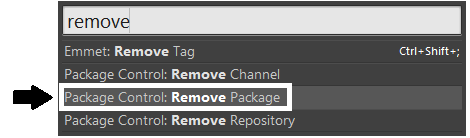 remove
Emmet: Remove Tag Ctrl+Shift+;
Package Control: Remove Channel
Package Control: Remove Package
Package Control: Remove Repository